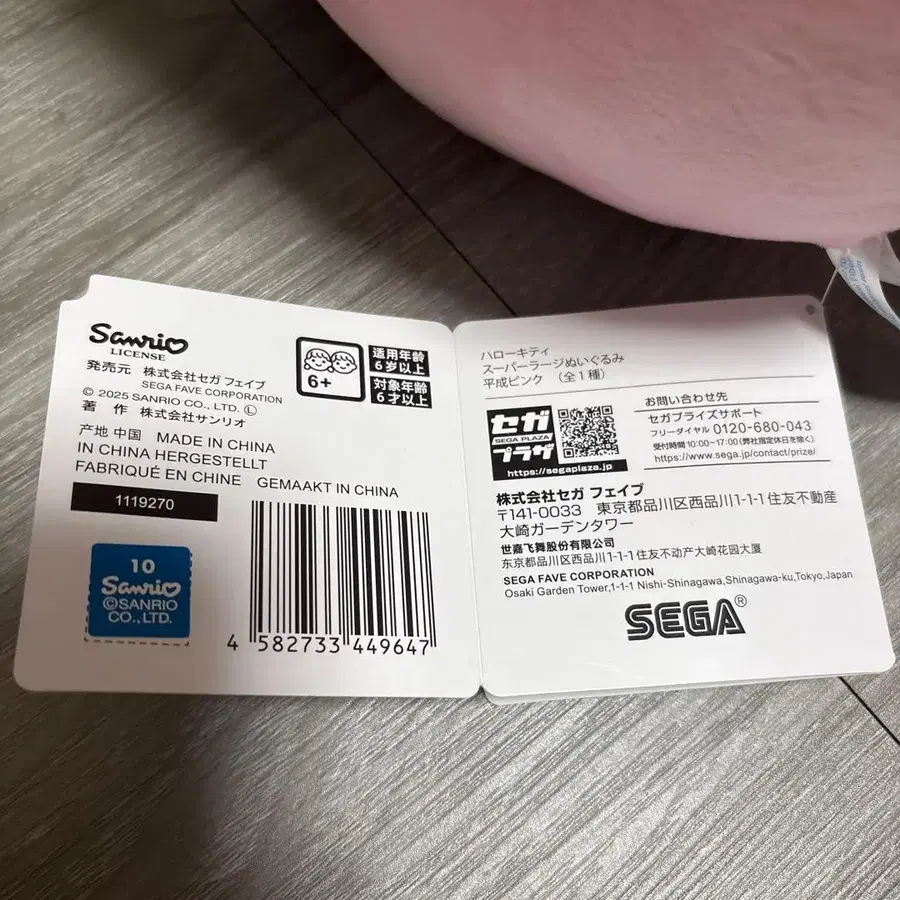 Sanrio
LICENSE
発売元 株式会社セガ フェイブ
SEGA FAVE CORPORATION
© 2025 SANRIO CO., LTD. Ⓛ
著 作 株式会社サンリオ
6+
适用年龄
6岁以上
対象年齢
6才以上
产地 中国 MADE IN CHINA
IN CHINA HERGESTELLT
FABRIQUÉ EN CHINE GEMAAKT IN CHINA
1119270
10
Sanrio
©SANRIO
CO., LTD.
4 582733 449647
ハローキティ
スーパーラージぬいぐるみ
平成ピンク (全1種)
セガ
SEGA PLAZA
プラザ
https://segaplaza.jp/
お問い合わせ先
セガプライズサポート
フリーダイヤル 0120-680-043
受付時間 10:00~17:00(弊社指定休日を除く)
https://www.sega.jp/contact/prize/
株式会社セガ フェイブ
〒141-0033 東京都品川区西品川1-1-1住友不動産
大崎ガーデンタワー
世嘉飞舞股份有限公司
东京都品川区西品川1-1-1住友不动产大崎花园大厦
SEGA FAVE CORPORATION
Osaki Garden Tower,1-1-1 Nishi-Shinagawa,Shinagawa-ku,Tokyo,Japan
SEGA®